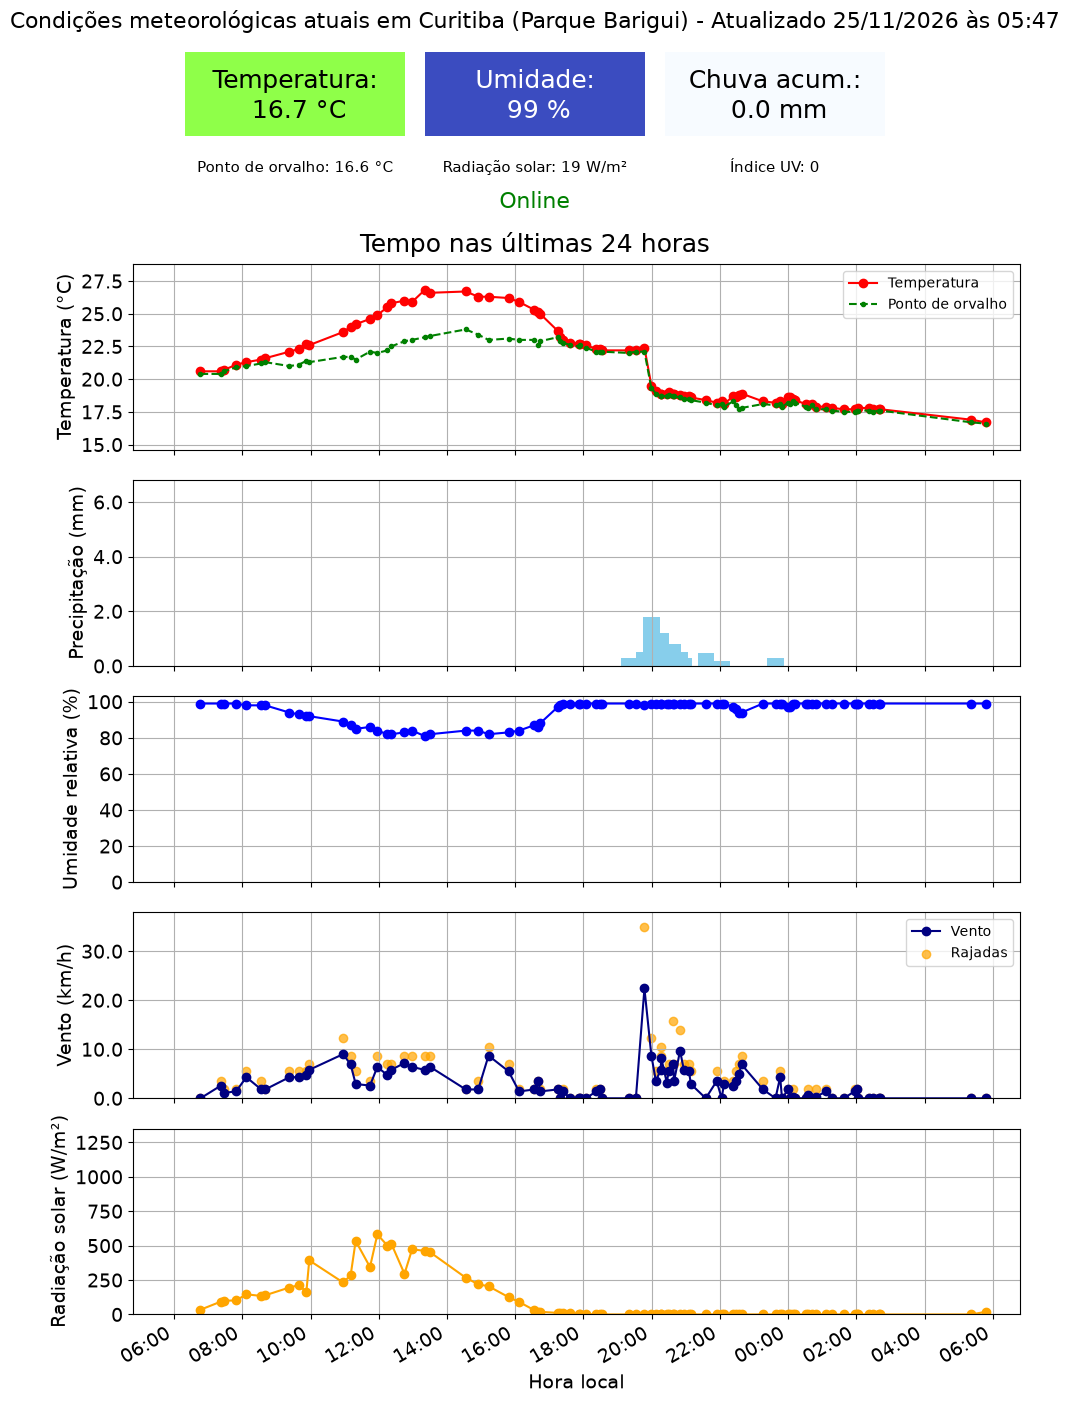 Condições meteorológicas atuais em Curitiba (Parque Barigui) - Atualizado 25/11/2026 às 05:47
Temperatura:
16.7 °C
Umidade:
99 %
Chuva acum.:
0.0 mm
Ponto de orvalho: 16.6 °C
Radiação solar: 19 W/m²
Índice UV: 0
Online
Tempo nas últimas 24 horas
Temperatura (°C)
27.5
25.0
22.5
20.0
17.5
15.0
Temperatura
Ponto de orvalho
Precipitação (mm)
6.0
4.0
2.0
0.0
Umidade relativa (%)
100
80
60
40
20
0
Vento (km/h)
30.0
20.0
10.0
0.0
Vento
Rajadas
Radiação solar (W/m²)
1250
1000
750
500
250
0
06:00
08:00
10:00
12:00
14:00
16:00
18:00
20:00
22:00
00:00
02:00
04:00
06:00
Hora local